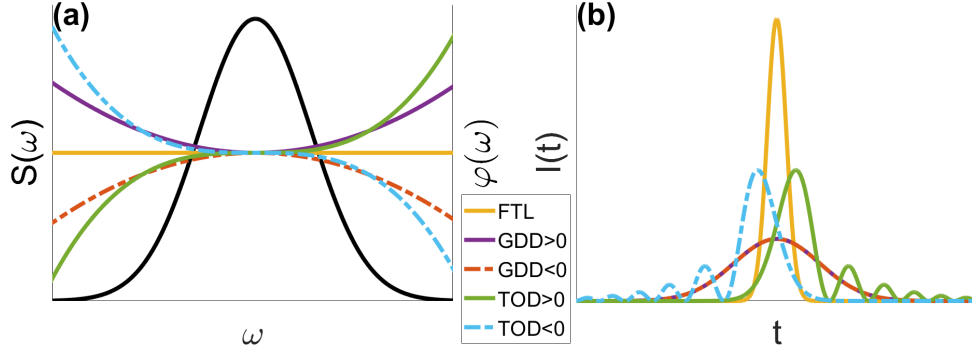 (a)
S(ω)
ω
φ(ω)
FTL
GDD>0
GDD<0
TOD>0
TOD<0
(b)
I(t)
t